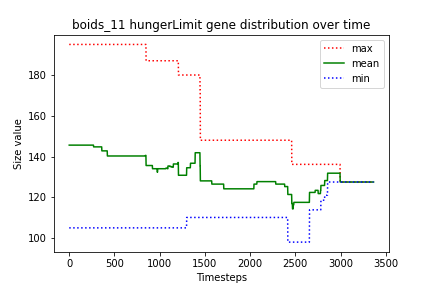 boids_11 hungerLimit gene distribution over time
max
mean
min
Size value
180
160
140
120
100
0
500
1000
1500
2000
2500
3000
3500
Timesteps